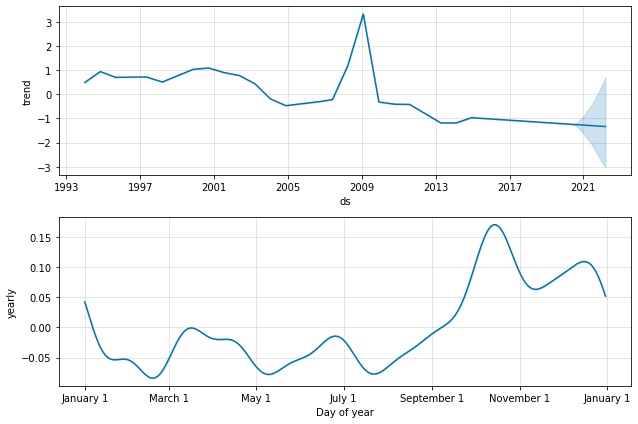 3
2
1
0
−1
−2
−3
trend
1993 1997 2001 2005 2009 2013 2017 2021
ds
0.15
0.10
0.05
0.00
−0.05
yearly
January 1 March 1 May 1 July 1 September 1 November 1 January 1
Day of year